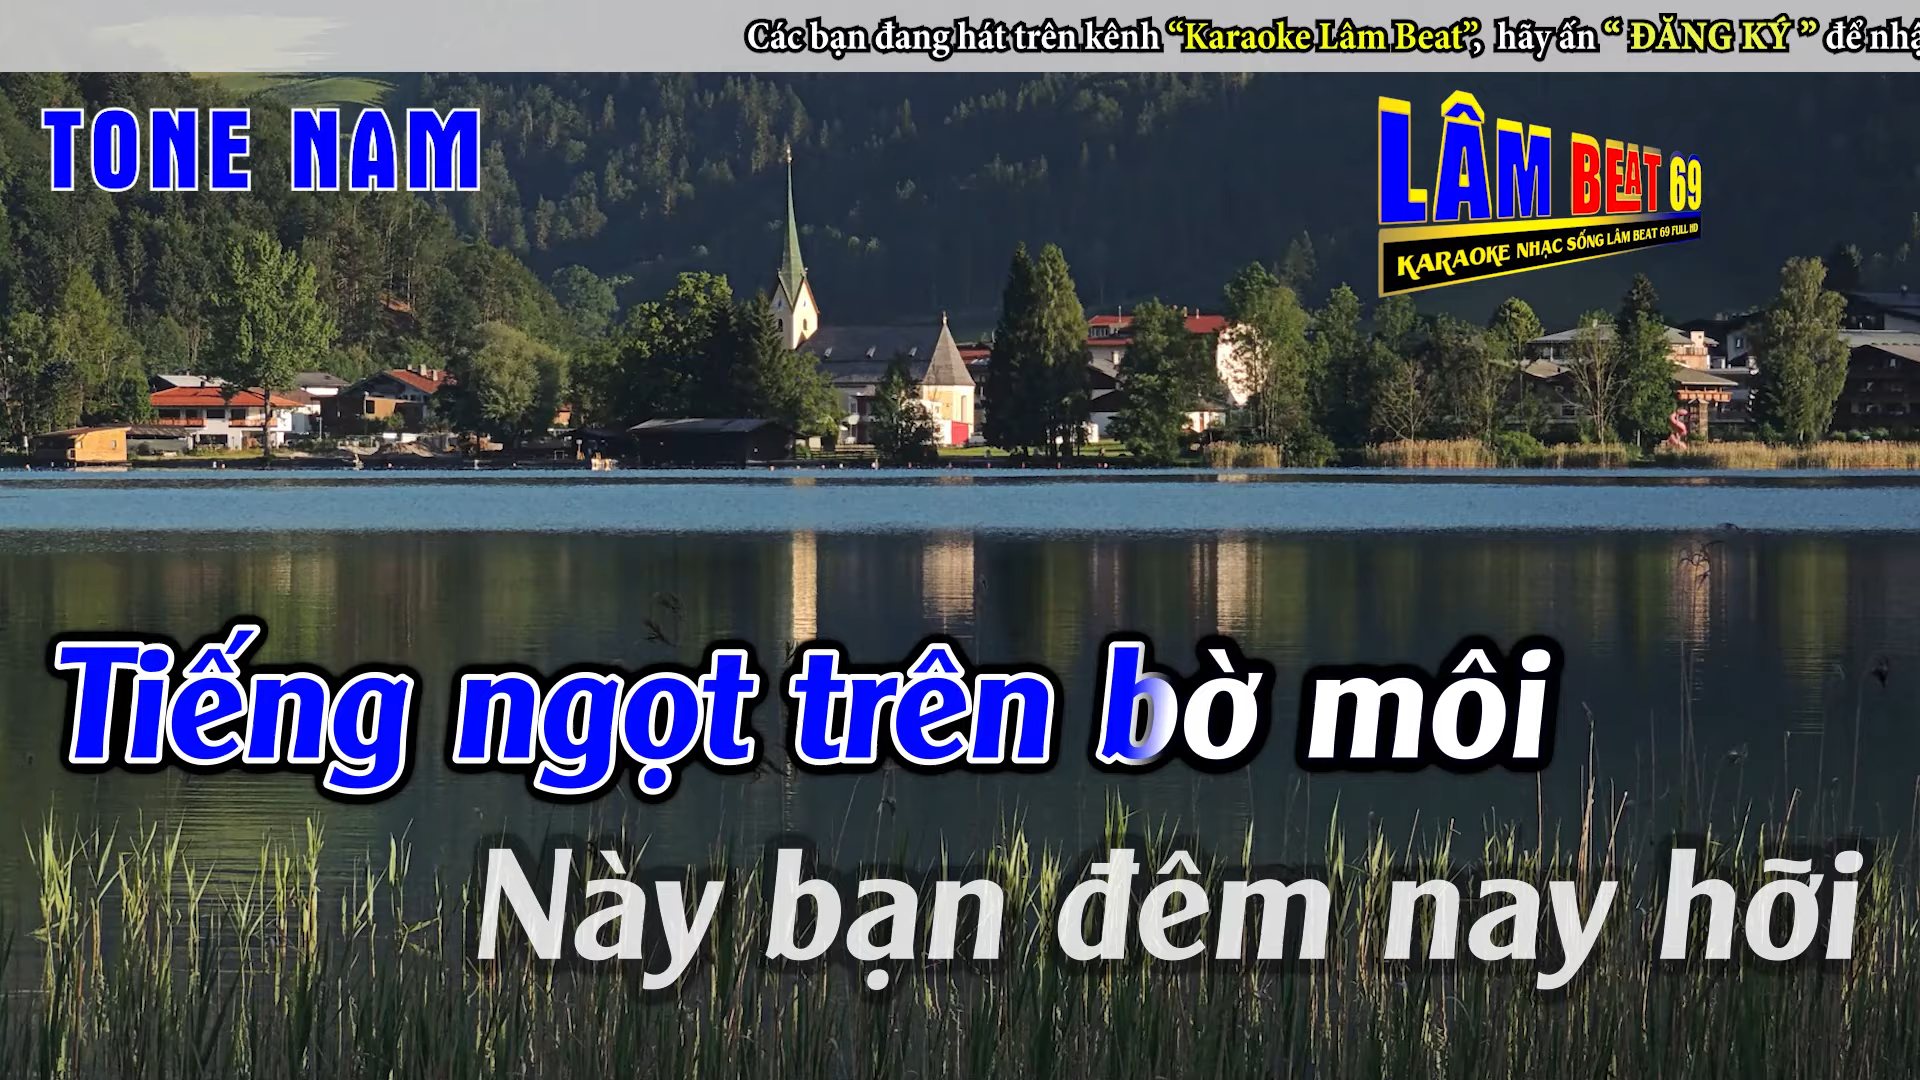 Các bạn đang hát trên kênh “Karaoke Lâm Beat”, hãy ấn “ ĐĂNG KÝ ” để nhậ
TONE NAM
LÂM BEAT 69
KARAOKE NHẠC SỐNG LÂM BEAT 69 FULL HD
Tiếng ngọt trên bờ môi
Này bạn đêm nay hỡi